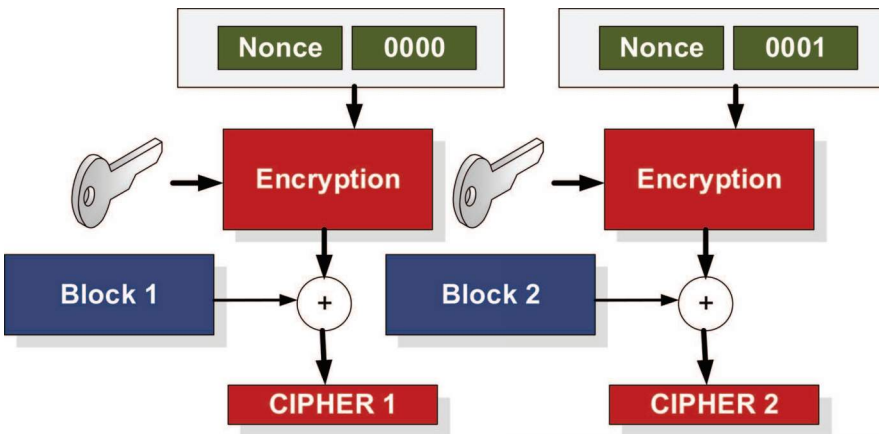 Nonce 0000
Nonce 0001
Encryption
Encryption
Block 1
+
Block 2
+
CIPHER 1
CIPHER 2